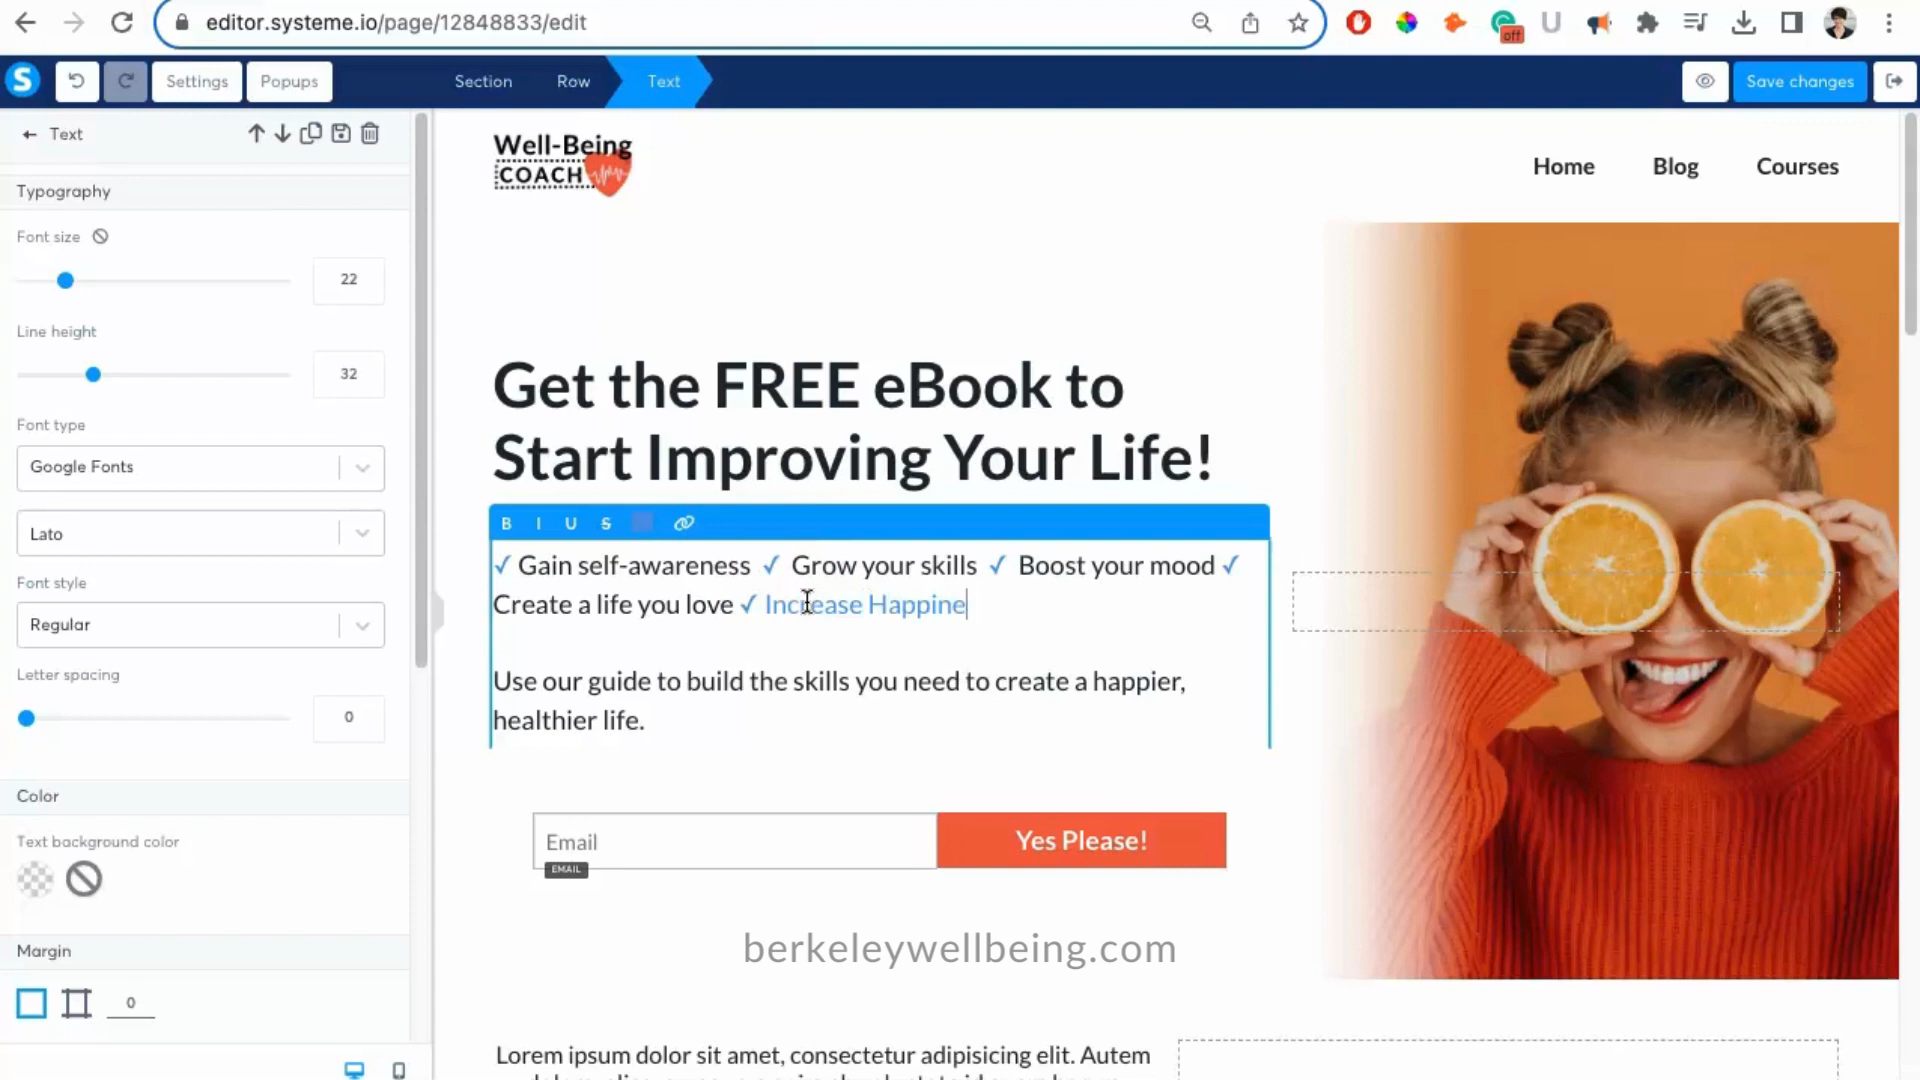 editor.systeme.io/page/12848833/edit
off
U
S
Settings
Popups
Section
Row
Text
Save changes
Text
Typography
Font size
22
Line height
32
Font type
Google Fonts
Lato
Font style
Regular
Letter spacing
0
Color
Text background color
Margin
0
Well-Being
COACH
Home
Blog
Courses
Get the FREE eBook to
Start Improving Your Life!
B I U S
✓ Gain self-awareness ✓ Grow your skills ✓ Boost your mood ✓
Create a life you love ✓ Increase Happine
Use our guide to build the skills you need to create a happier,
healthier life.
Email
EMAIL
Yes Please!
berkeleywellbeing.com
Lorem ipsum dolor sit amet, consectetur adipisicing elit. Autem